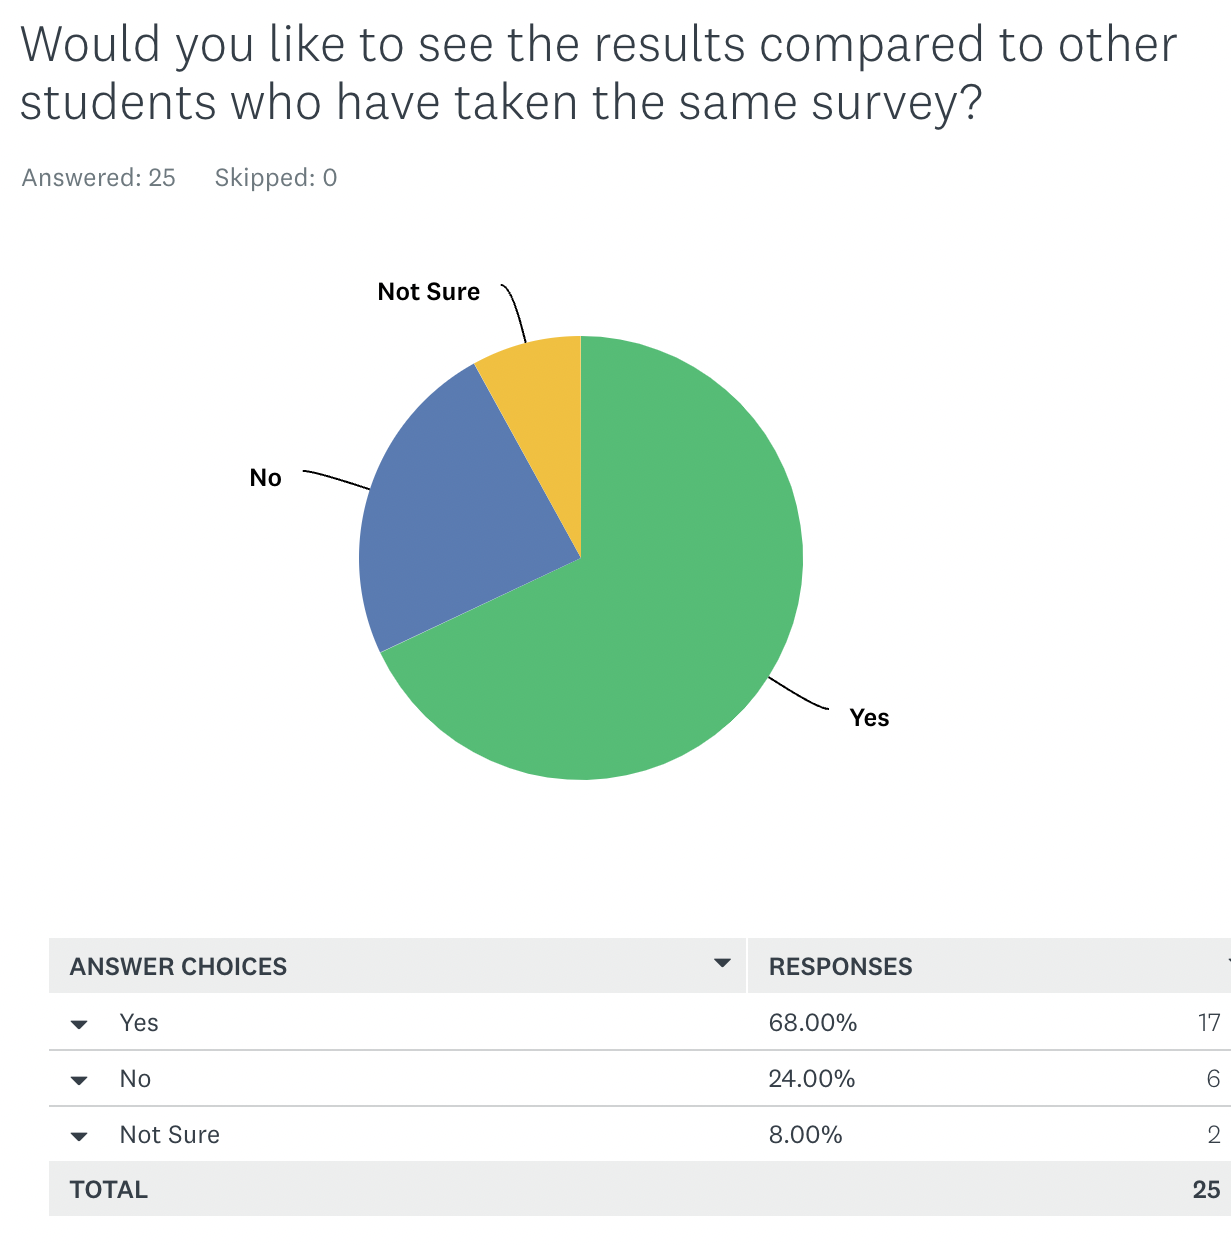 Would you like to see the results compared to other
students who have taken the same survey?
Answered: 25 Skipped: 0
Not Sure
No
Yes
ANSWER CHOICES RESPONSES
Yes 68.00% 17
No 24.00% 6
Not Sure 8.00% 2
TOTAL 25